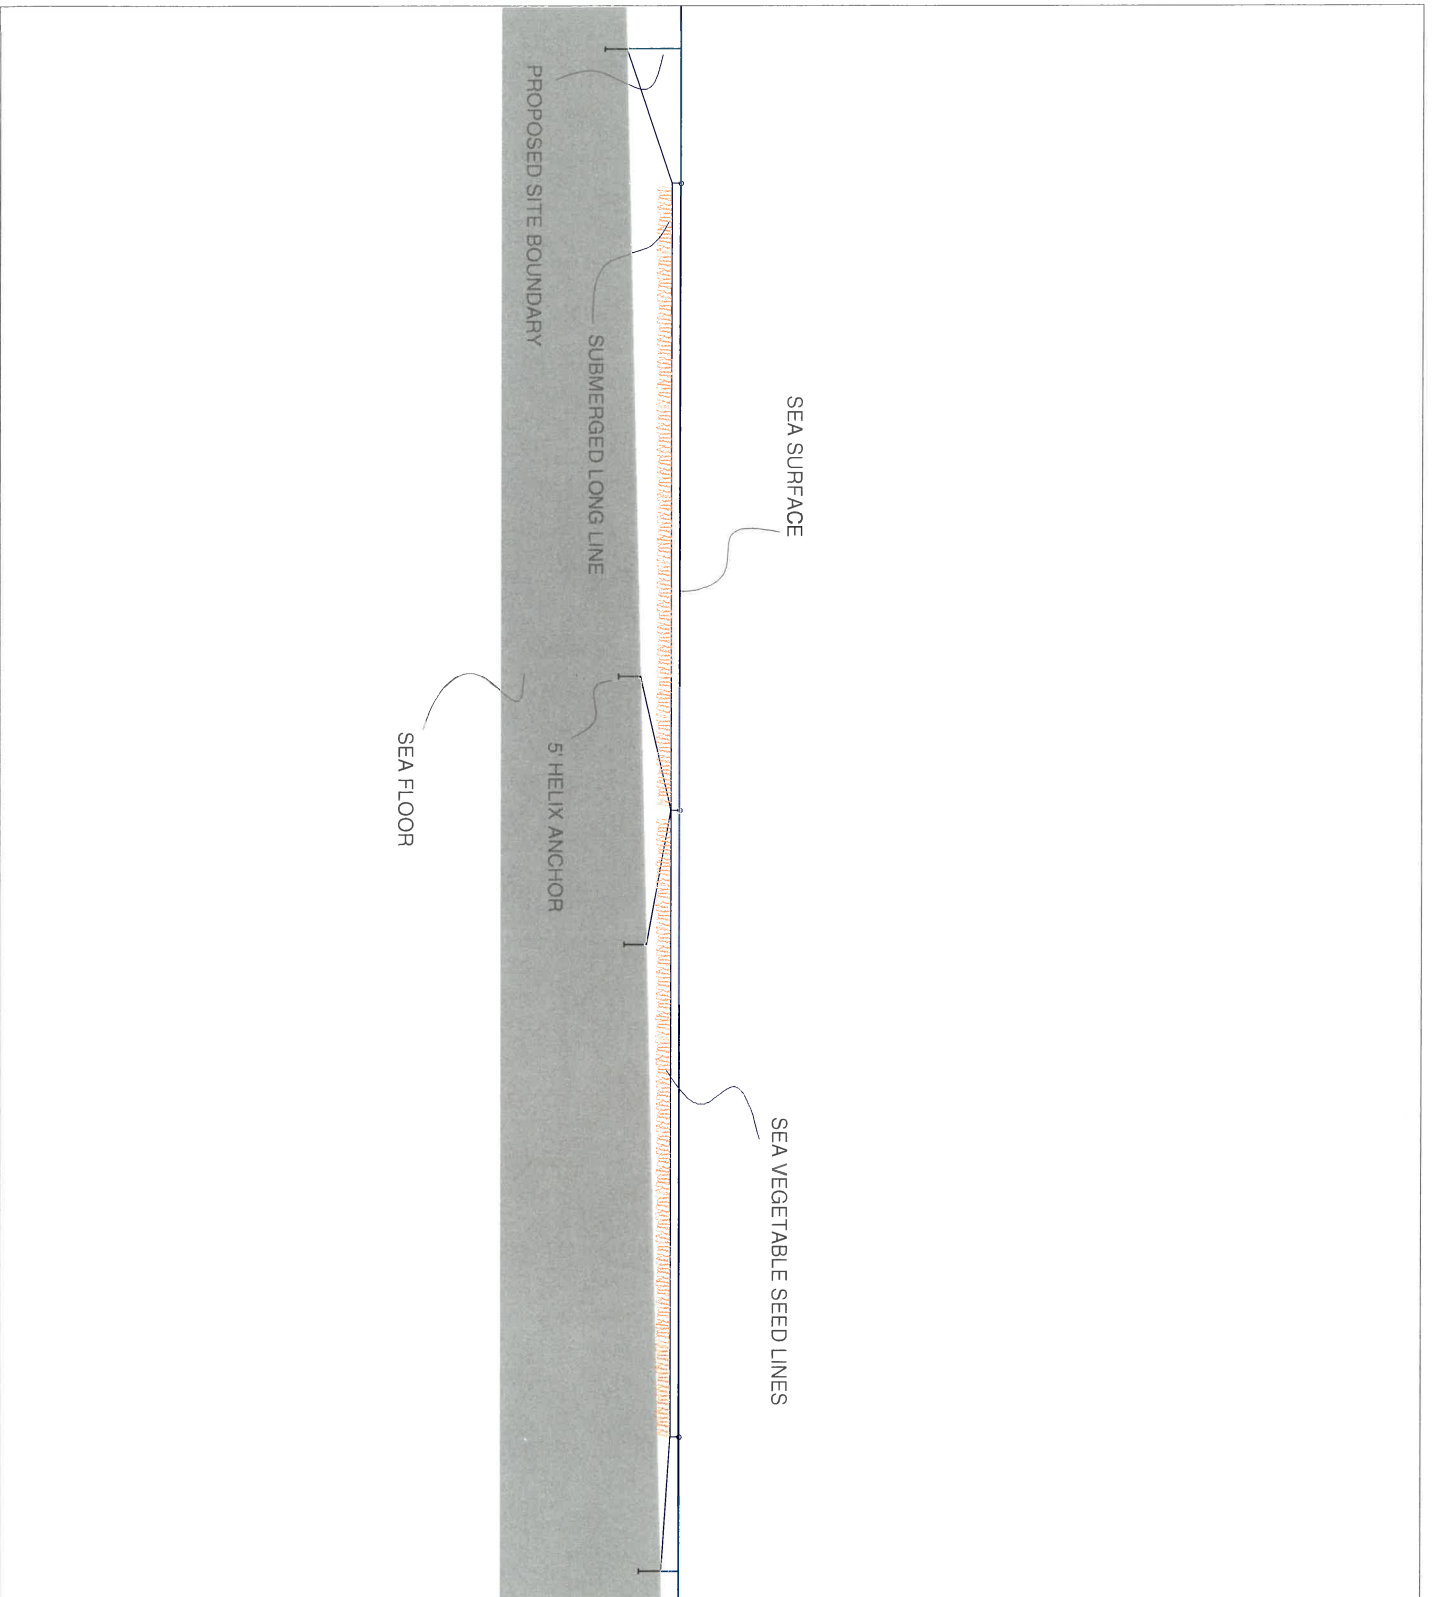 SEA SURFACE
SEA VEGETABLE SEED LINES
SUBMERGED LONG LINE
PROPOSED SITE BOUNDARY
5' HELIX ANCHOR
SEA FLOOR